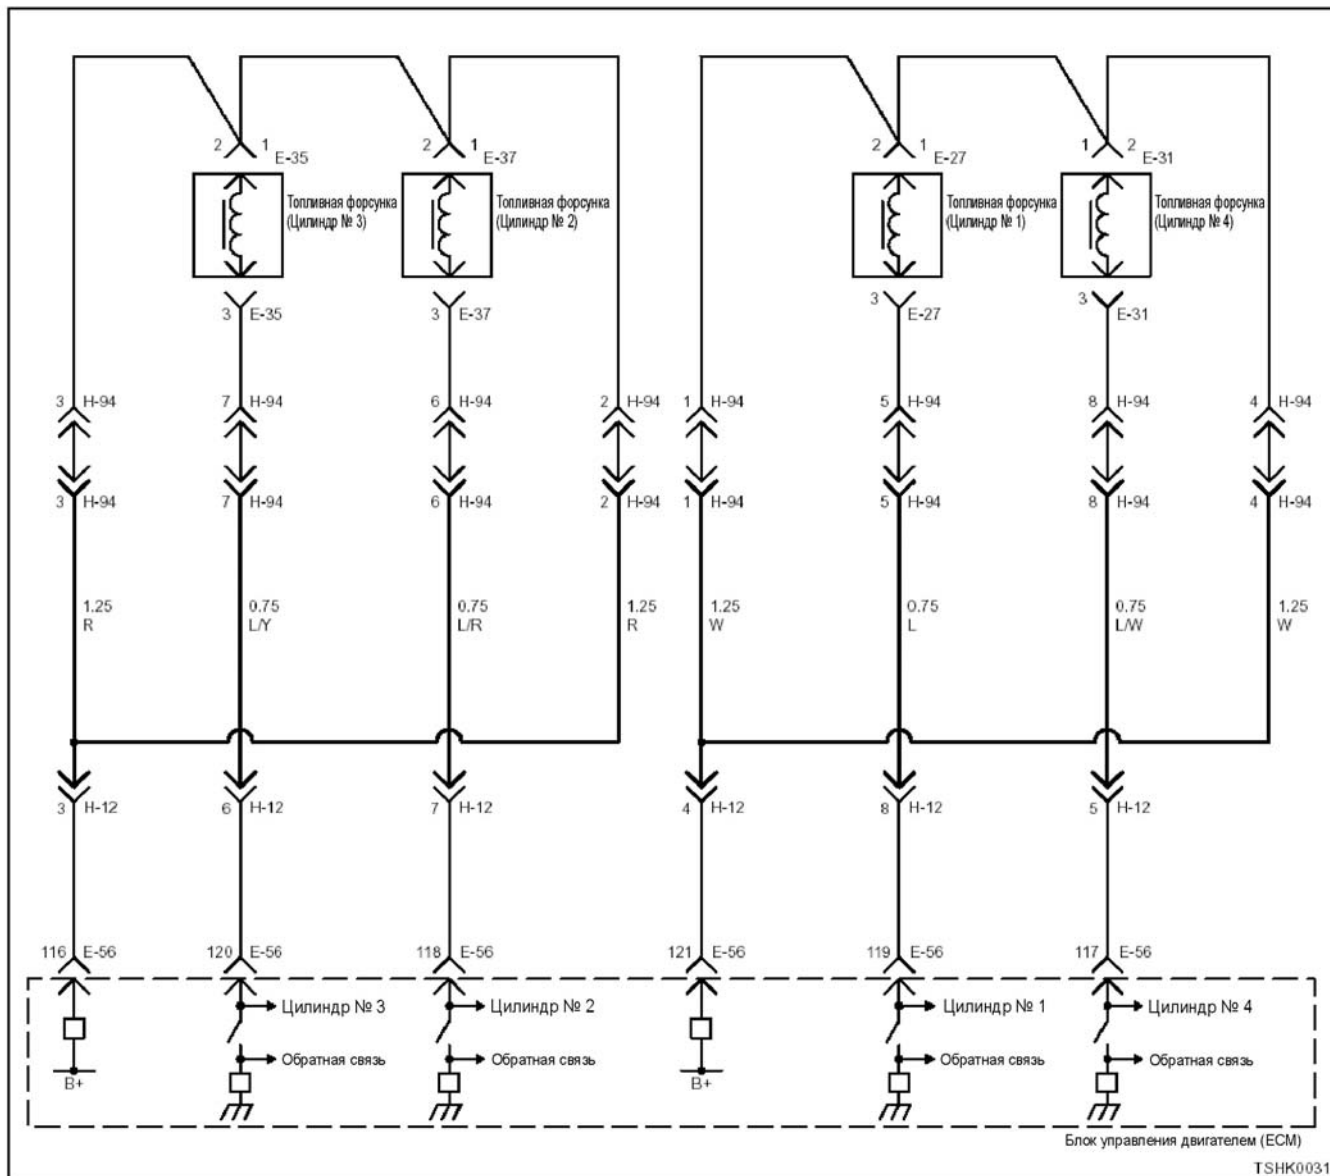 2 1 E-35
2 1 E-37
2 1 E-27
1 2 E-31
Топливная форсунка
(Цилиндр № 3)
Топливная форсунка
(Цилиндр № 2)
Топливная форсунка
(Цилиндр № 1)
Топливная форсунка
(Цилиндр № 4)
3 E-35
3 E-37
3 E-27
3 E-31
3 H-94 7 H-94 6 H-94 2 H-94 1 H-94 5 H-94 8 H-94 4 H-94
3 H-94 7 H-94 6 H-94 2 H-94 1 H-94 5 H-94 8 H-94 4 H-94
1.25 0.75 0.75 1.25 1.25 0.75 0.75 1.25
R L/Y L/R R W L L/W W
3 H-12 6 H-12 7 H-12 4 H-12 8 H-12 5 H-12
116 E-56 120 E-56 118 E-56 121 E-56 119 E-56 117 E-56
Цилиндр № 3 Цилиндр № 2 Цилиндр № 1 Цилиндр № 4
Обратная связь Обратная связь Обратная связь Обратная связь
B+ B+
Блок управления двигателем (ECM)
TSHK0031